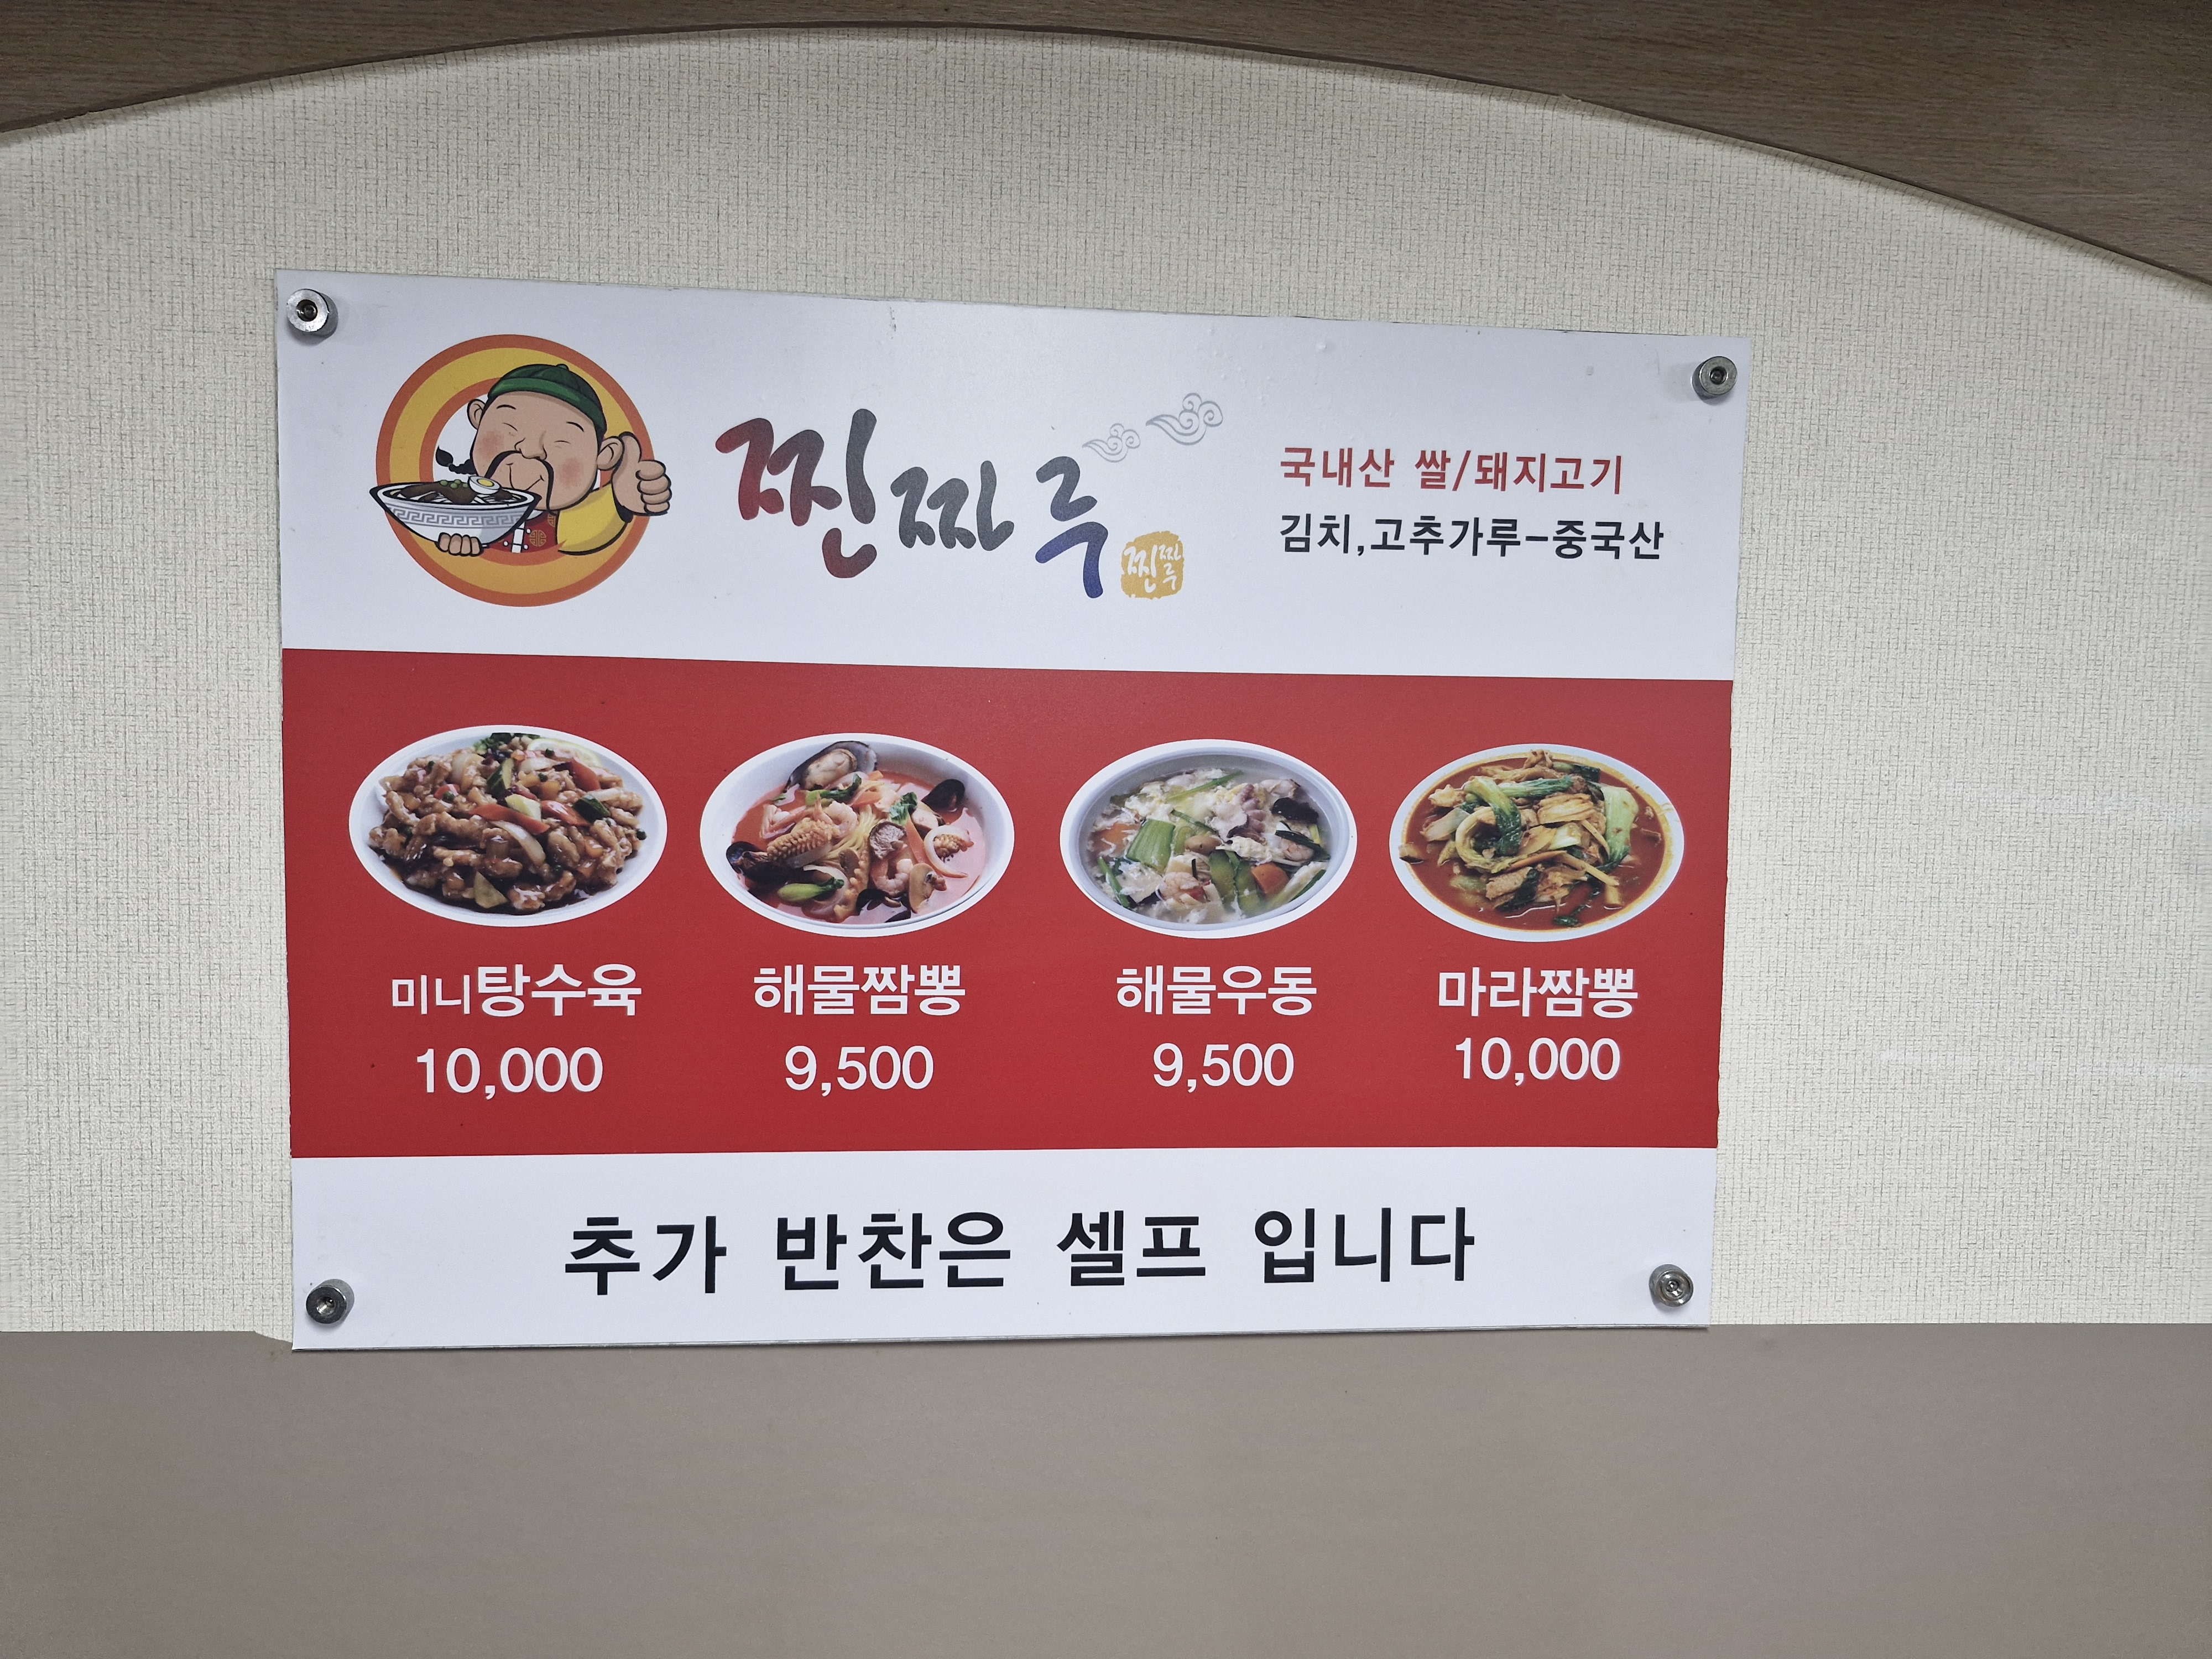 찐짜루
찐짜루
국내산 쌀/돼지고기
김치,고추가루-중국산
미니탕수육 해물짬뽕 해물우동 마라짬뽕
10,000 9,500 9,500 10,000
추가 반찬은 셀프 입니다